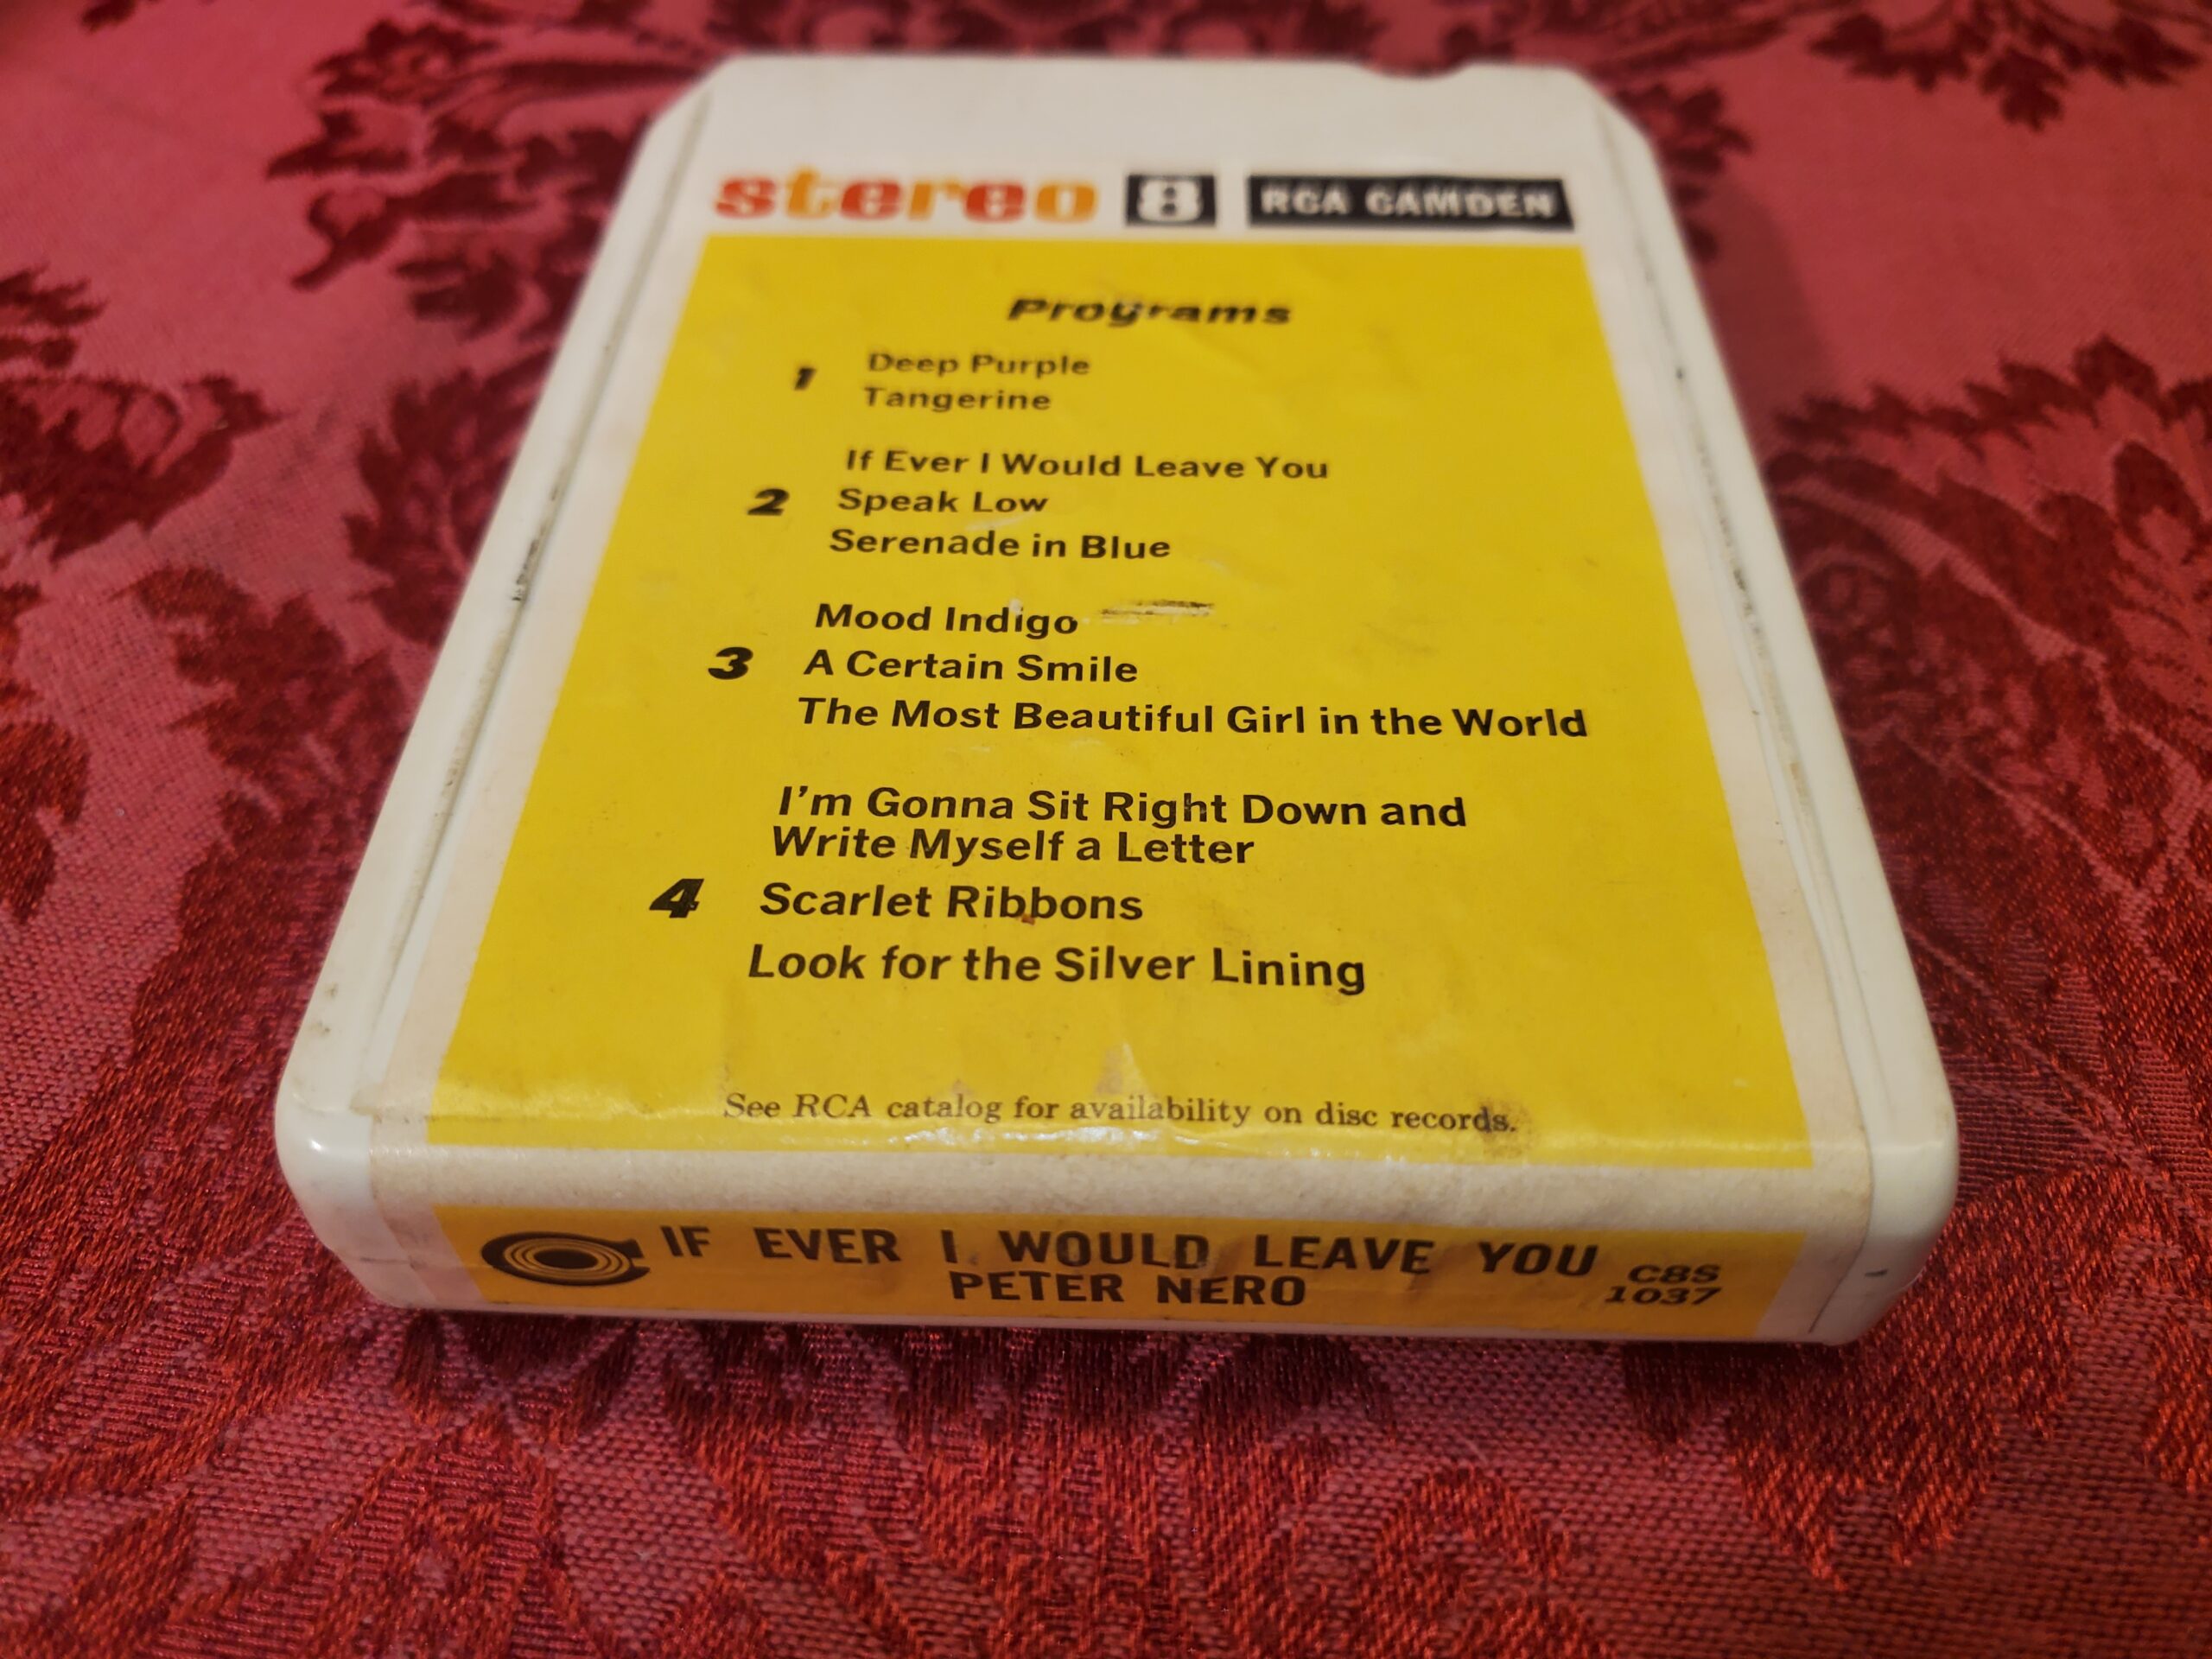 stereo 8 RCA CAMDEN
Programs
1
Deep Purple
Tangerine
If Ever I Would Leave You
2 Speak Low
Serenade in Blue
Mood Indigo
3 A Certain Smile
The Most Beautiful Girl in the World
I'm Gonna Sit Right Down and
Write Myself a Letter
4 Scarlet Ribbons
Look for the Silver Lining
See RCA catalog for availability on disc records.
IF EVER I WOULD LEAVE YOU
PETER NERO
C8S
1037